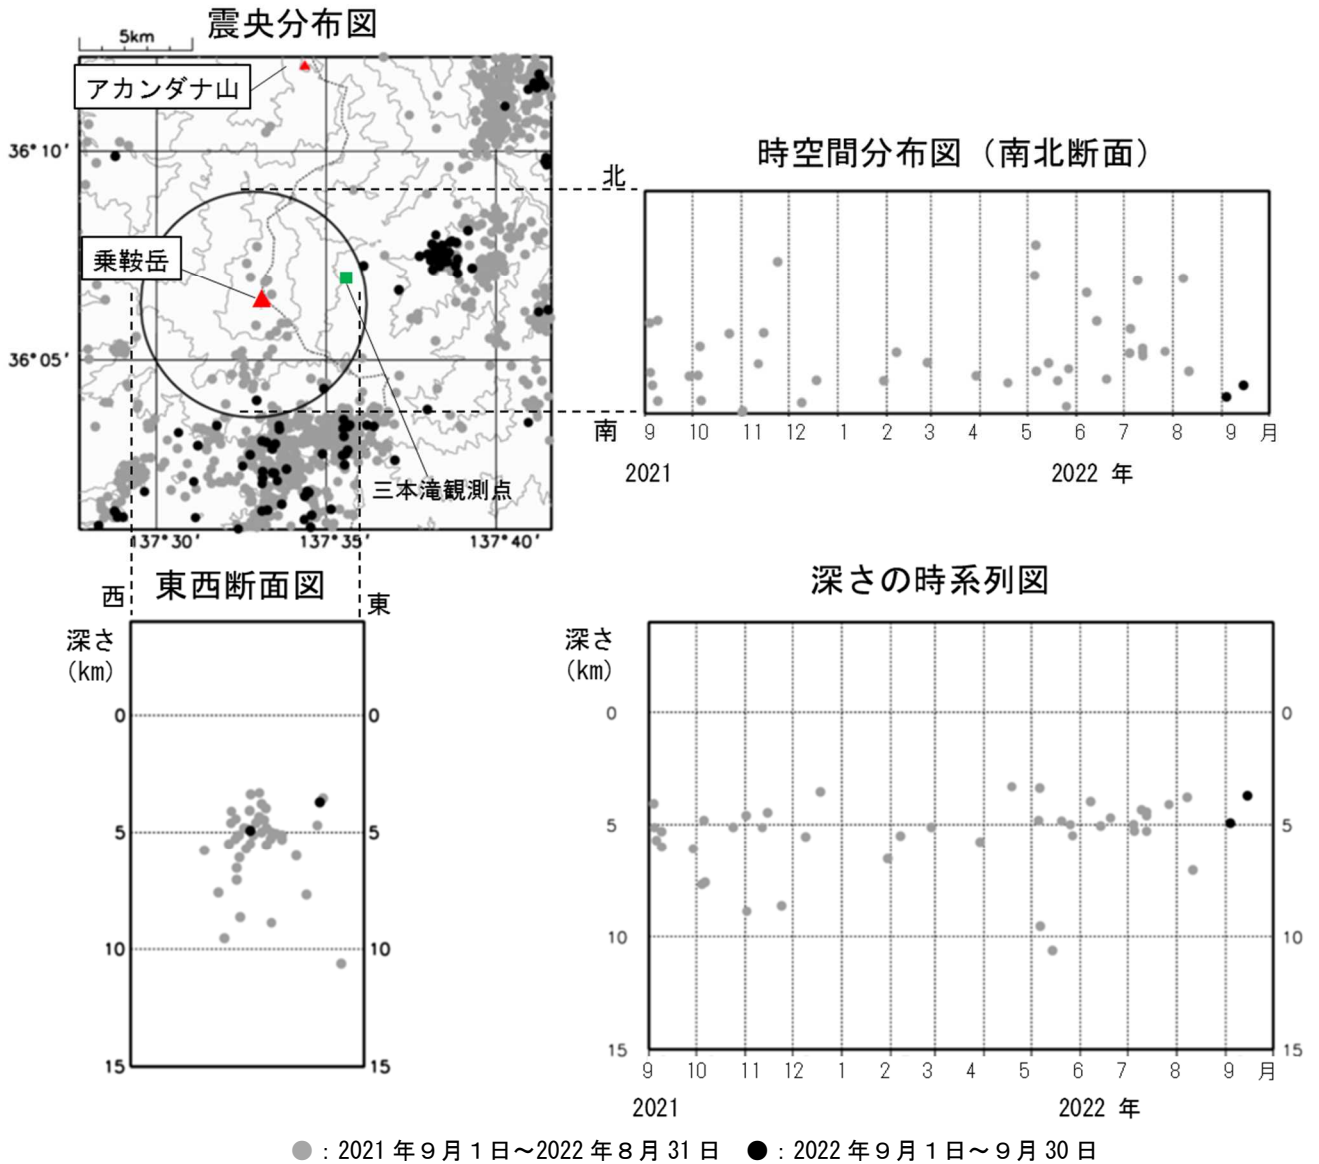 震央分布図
5km
アカンダナ山
36°10′
乗鞍岳
36°05′
三本滝観測点
137°30′ 137°35′ 137°40′
時空間分布図（南北断面）
北
南
9 10 11 12 1 2 3 4 5 6 7 8 9 月
2021 2022 年
東西断面図
西 東
深さ
(km)
0 0
5 5
10 10
15 15
深さの時系列図
深さ
(km)
0 0
5 5
10 10
15 15
9 10 11 12 1 2 3 4 5 6 7 8 9 月
2021 2022 年
●：2021 年９月１日～2022 年８月 31 日 ●：2022 年９月１日～９月 30 日